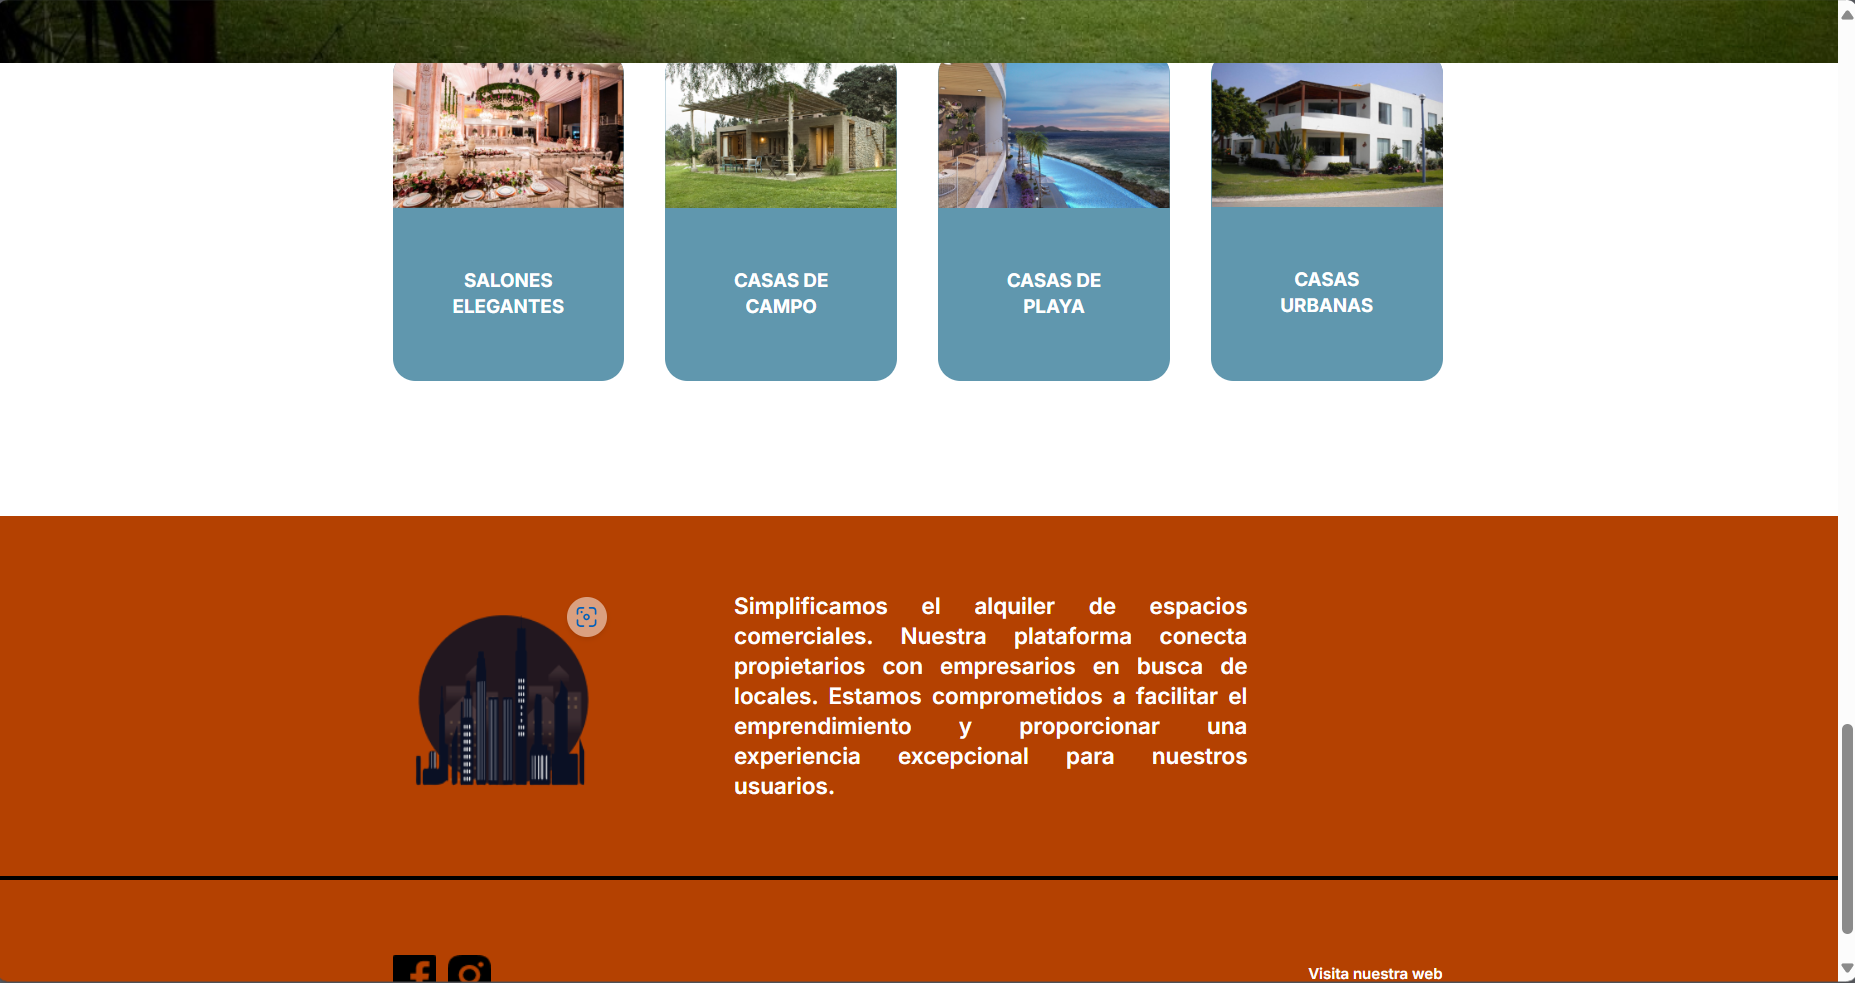 SALONES
ELEGANTES
CASAS DE
CAMPO
CASAS DE
PLAYA
CASAS
URBANAS
Simplificamos el alquiler de espacios
comerciales. Nuestra plataforma conecta
propietarios con empresarios en busca de
locales. Estamos comprometidos a facilitar el
emprendimiento y proporcionar una
experiencia excepcional para nuestros
usuarios.
Visita nuestra web